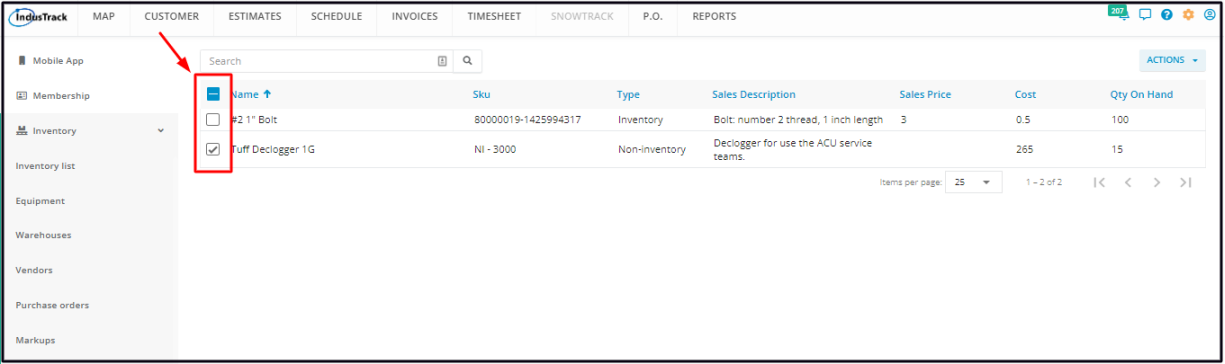 IndusTrack MAP CUSTOMER ESTIMATES SCHEDULE INVOICES TIMESHEET SNOWTRACK P.O. REPORTS 207
Mobile App
Search
ACTIONS
Membership
Name Sku Type Sales Description Sales Price Cost Qty On Hand
#2 1" Bolt 80000019-1425994317 Inventory Bolt: number 2 thread, 1 inch length 3 0.5 100
Inventory
Tuff Declogger 1G NI - 3000 Non-inventory Declogger for use the ACU service
teams. 265 15
Inventory list
Items per page: 25 1 – 2 of 2
Equipment
Warehouses
Vendors
Purchase orders
Markups